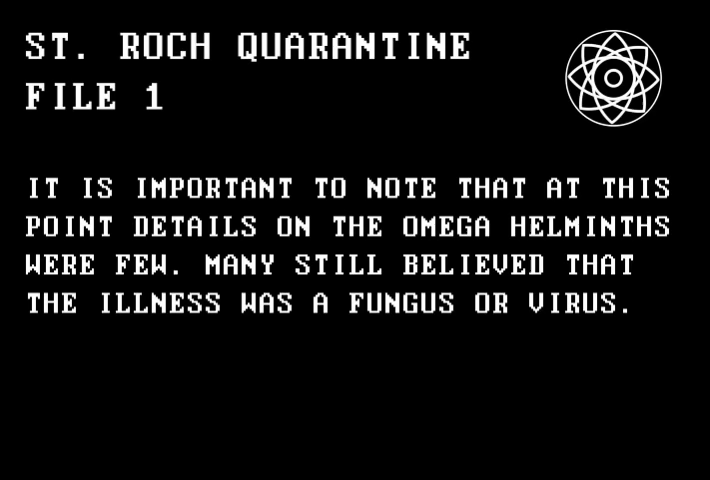 ST. ROCH QUARANTINE
FILE 1
IT IS IMPORTANT TO NOTE THAT AT THIS
POINT DETAILS ON THE OMEGA HELMINTHS
WERE FEW. MANY STILL BELIEVED THAT
THE ILLNESS WAS A FUNGUS OR VIRUS.